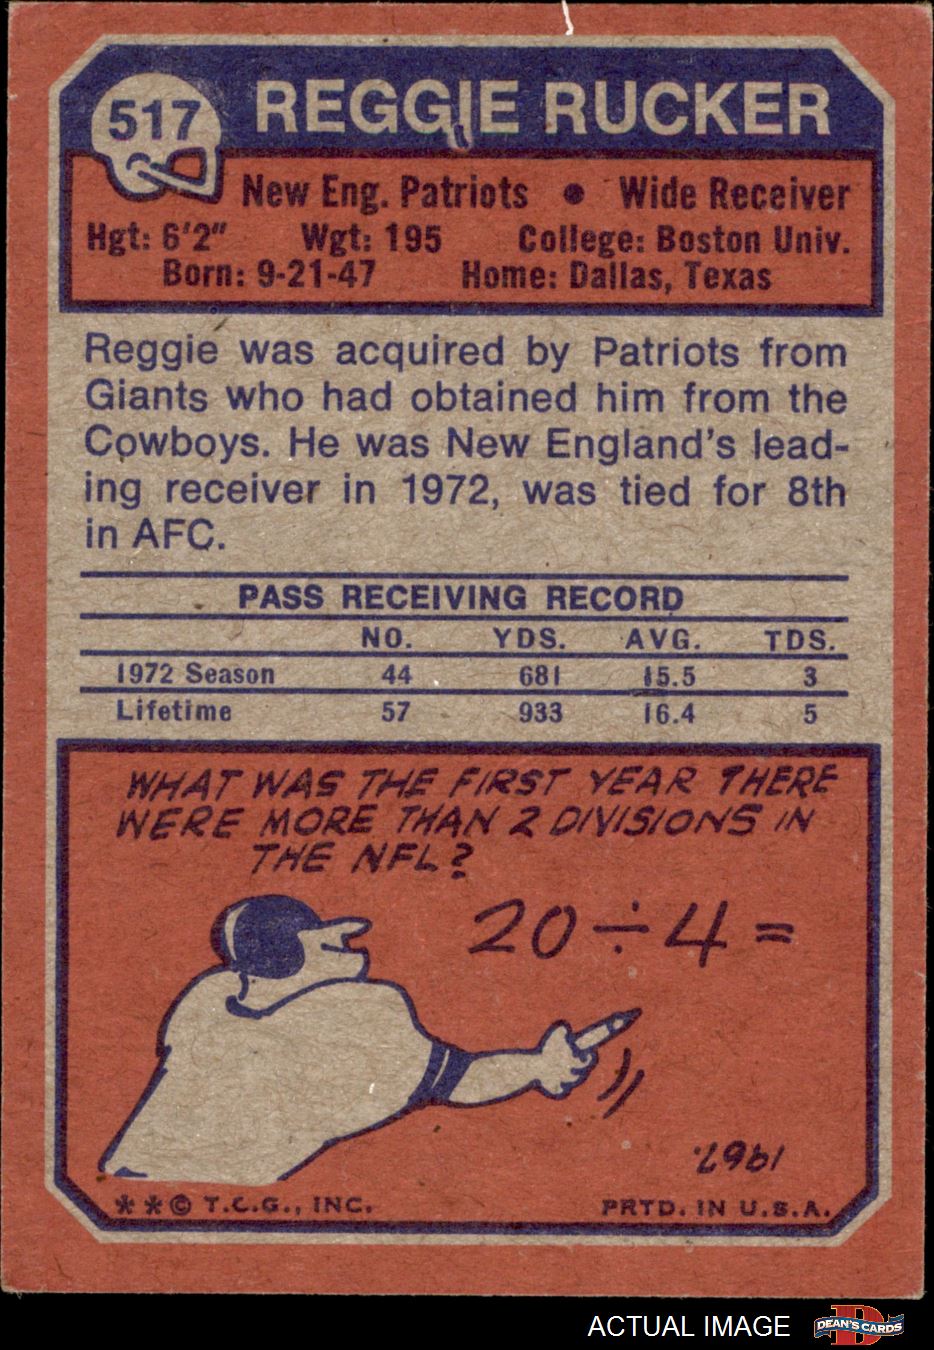 517
REGGIE RUCKER
New Eng. Patriots • Wide Receiver
Hgt: 6'2" Wgt: 195 College: Boston Univ.
Born: 9-21-47 Home: Dallas, Texas
Reggie was acquired by Patriots from
Giants who had obtained him from the
Cowboys. He was New England's lead-
ing receiver in 1972, was tied for 8th
in AFC.
PASS RECEIVING RECORD
NO. YDS. AVG. TDS.
1972 Season 44 681 15.5 3
Lifetime 57 933 16.4 5
WHAT WAS THE FIRST YEAR THERE
WERE MORE THAN 2 DIVISIONS IN
THE NFL?
20 ÷ 4 =
1967.
* * © T.C.G., INC. PRTD. IN U.S.A.
ACTUAL IMAGE
DEAN'S CARDS